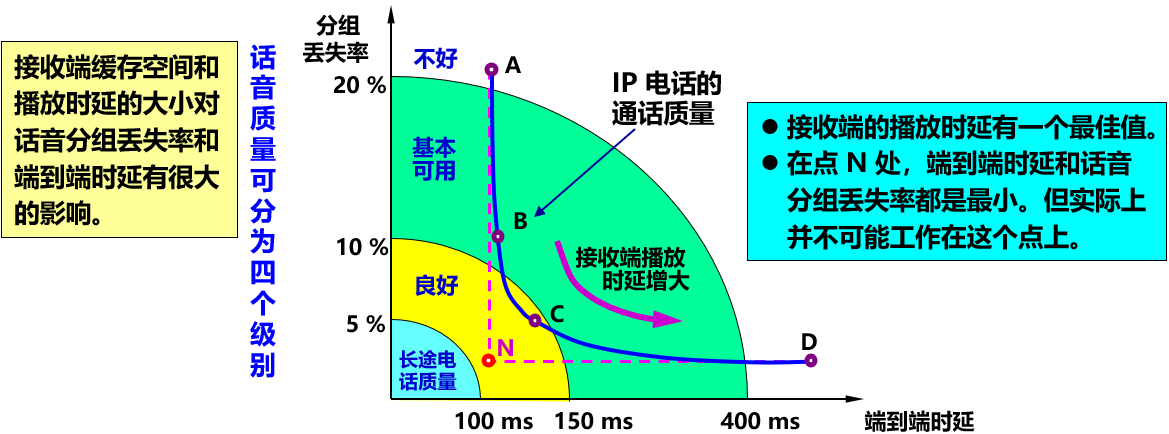 接收端缓存空间和
播放时延的大小对
话音分组丢失率和
端到端时延有很大
的影响。
话音质量可分为四个级别
分组
丢失率
20 %
10 %
5 %
不好
基本
可用
良好
长途电
话质量
A
B
C
D
N
IP 电话的
通话质量
接收端播放
时延增大
100 ms
150 ms
400 ms
端到端时延
● 接收端的播放时延有一个最佳值。
● 在点 N 处，端到端时延和话音
分组丢失率都是最小。但实际上
并不可能工作在这个点上。